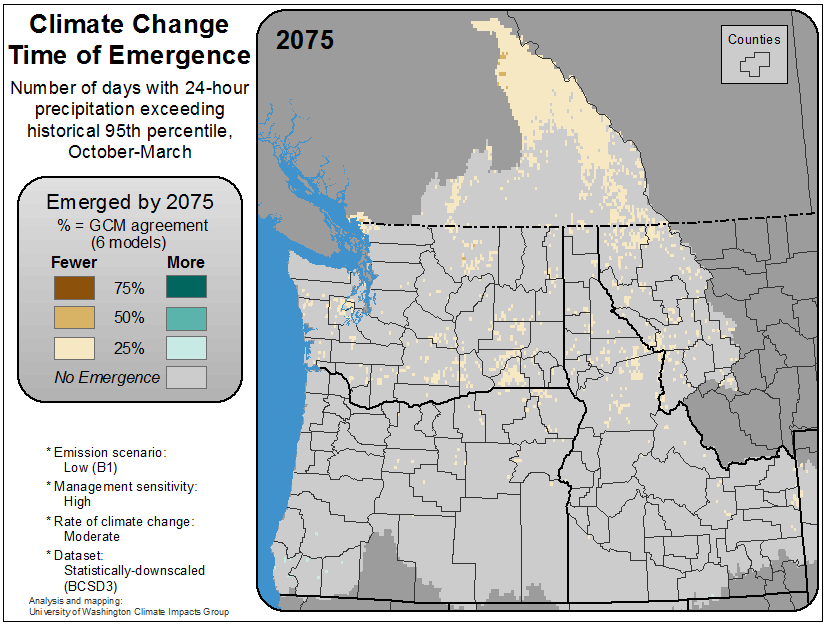 Climate Change
Time of Emergence
Number of days with 24-hour
precipitation exceeding
historical 95th percentile,
October-March
Emerged by 2075
% = GCM agreement
(6 models)
Fewer More
75%
50%
25%
No Emergence
* Emission scenario:
Low (B1)
* Management sensitivity:
High
* Rate of climate change:
Moderate
* Dataset:
Statistically-downscaled
(BCSD3)
Analysis and mapping:
University of Washington Climate Impacts Group
2075
Counties